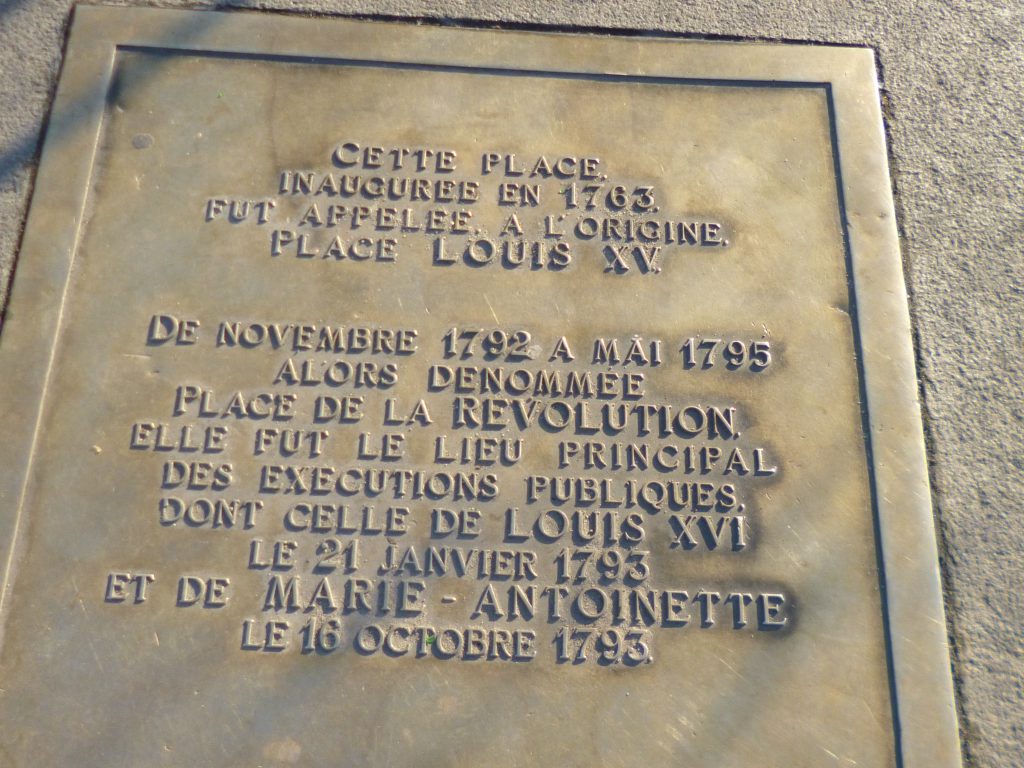 CETTE PLACE,
INAUGUREE EN 1763,
FUT APPELEE, A L'ORIGINE,
PLACE LOUIS XV.
DE NOVEMBRE 1792 A MAI 1795
ALORS DENOMMÉE
PLACE DE LA REVOLUTION,
ELLE FUT LE LIEU PRINCIPAL
DES EXECUTIONS PUBLIQUES,
DONT CELLE DE LOUIS XVI
LE 21 JANVIER 1793
ET DE MARIE - ANTOINETTE
LE 16 OCTOBRE 1793.